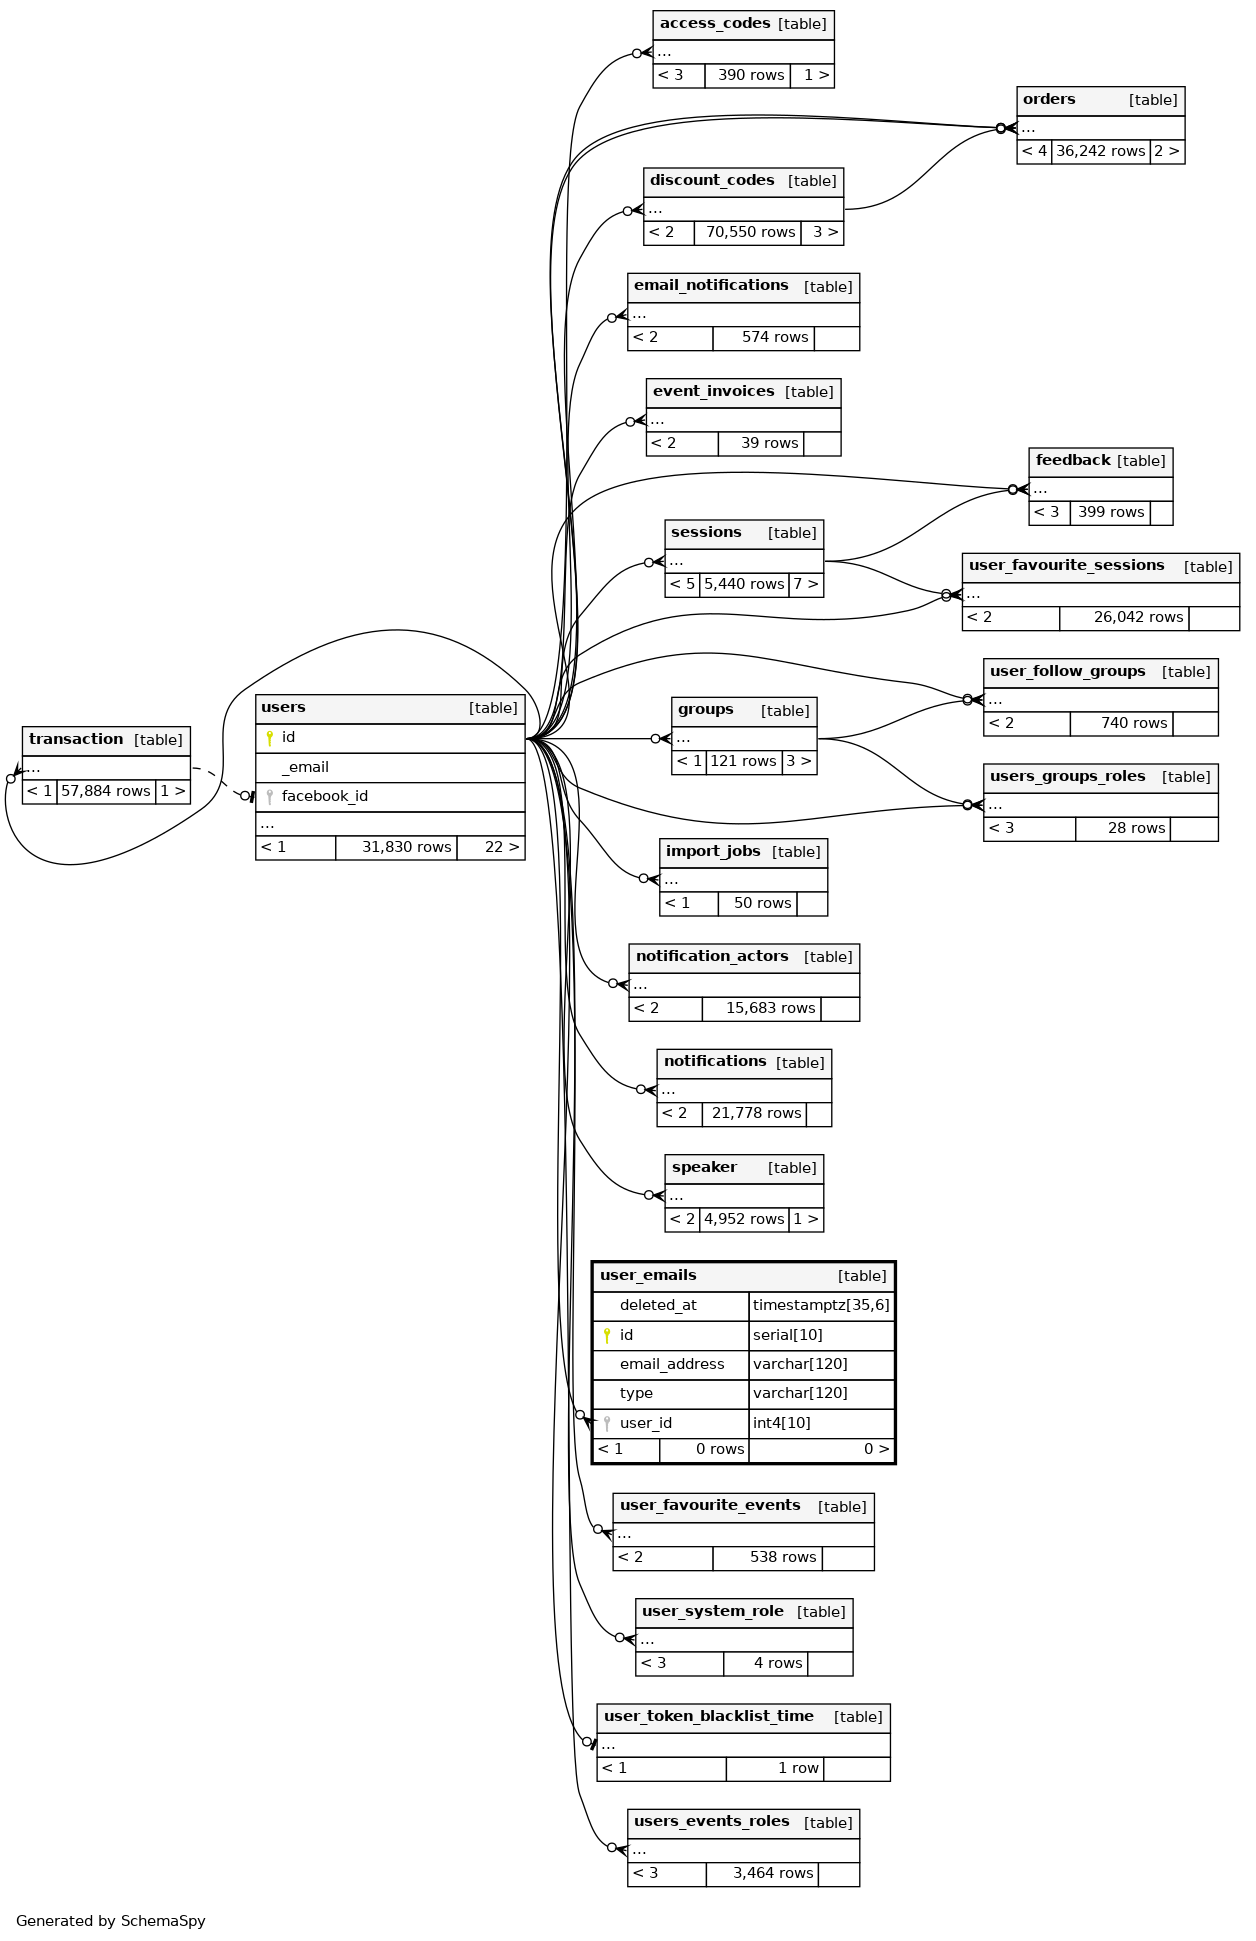 access_codes [table]
...
< 3 390 rows 1 >
orders [table]
...
< 4 36,242 rows 2 >
discount_codes [table]
...
< 2 70,550 rows 3 >
email_notifications [table]
...
< 2 574 rows
event_invoices [table]
...
< 2 39 rows
feedback [table]
...
< 3 399 rows
sessions [table]
...
< 5 5,440 rows 7 >
user_favourite_sessions [table]
...
< 2 26,042 rows
user_follow_groups [table]
...
< 2 740 rows
users [table]
id
_email
facebook_id
...
< 1 31,830 rows 22 >
groups [table]
...
< 1 121 rows 3 >
transaction [table]
...
< 1 57,884 rows 1 >
users_groups_roles [table]
...
< 3 28 rows
import_jobs [table]
...
< 1 50 rows
notification_actors [table]
...
< 2 15,683 rows
notifications [table]
...
< 2 21,778 rows
speaker [table]
...
< 2 4,952 rows 1 >
user_emails [table]
deleted_at timestamptz[35,6]
id serial[10]
email_address varchar[120]
type varchar[120]
user_id int4[10]
< 1 0 rows 0 >
user_favourite_events [table]
...
< 2 538 rows
user_system_role [table]
...
< 3 4 rows
user_token_blacklist_time [table]
...
< 1 1 row
users_events_roles [table]
...
< 3 3,464 rows
Generated by SchemaSpy